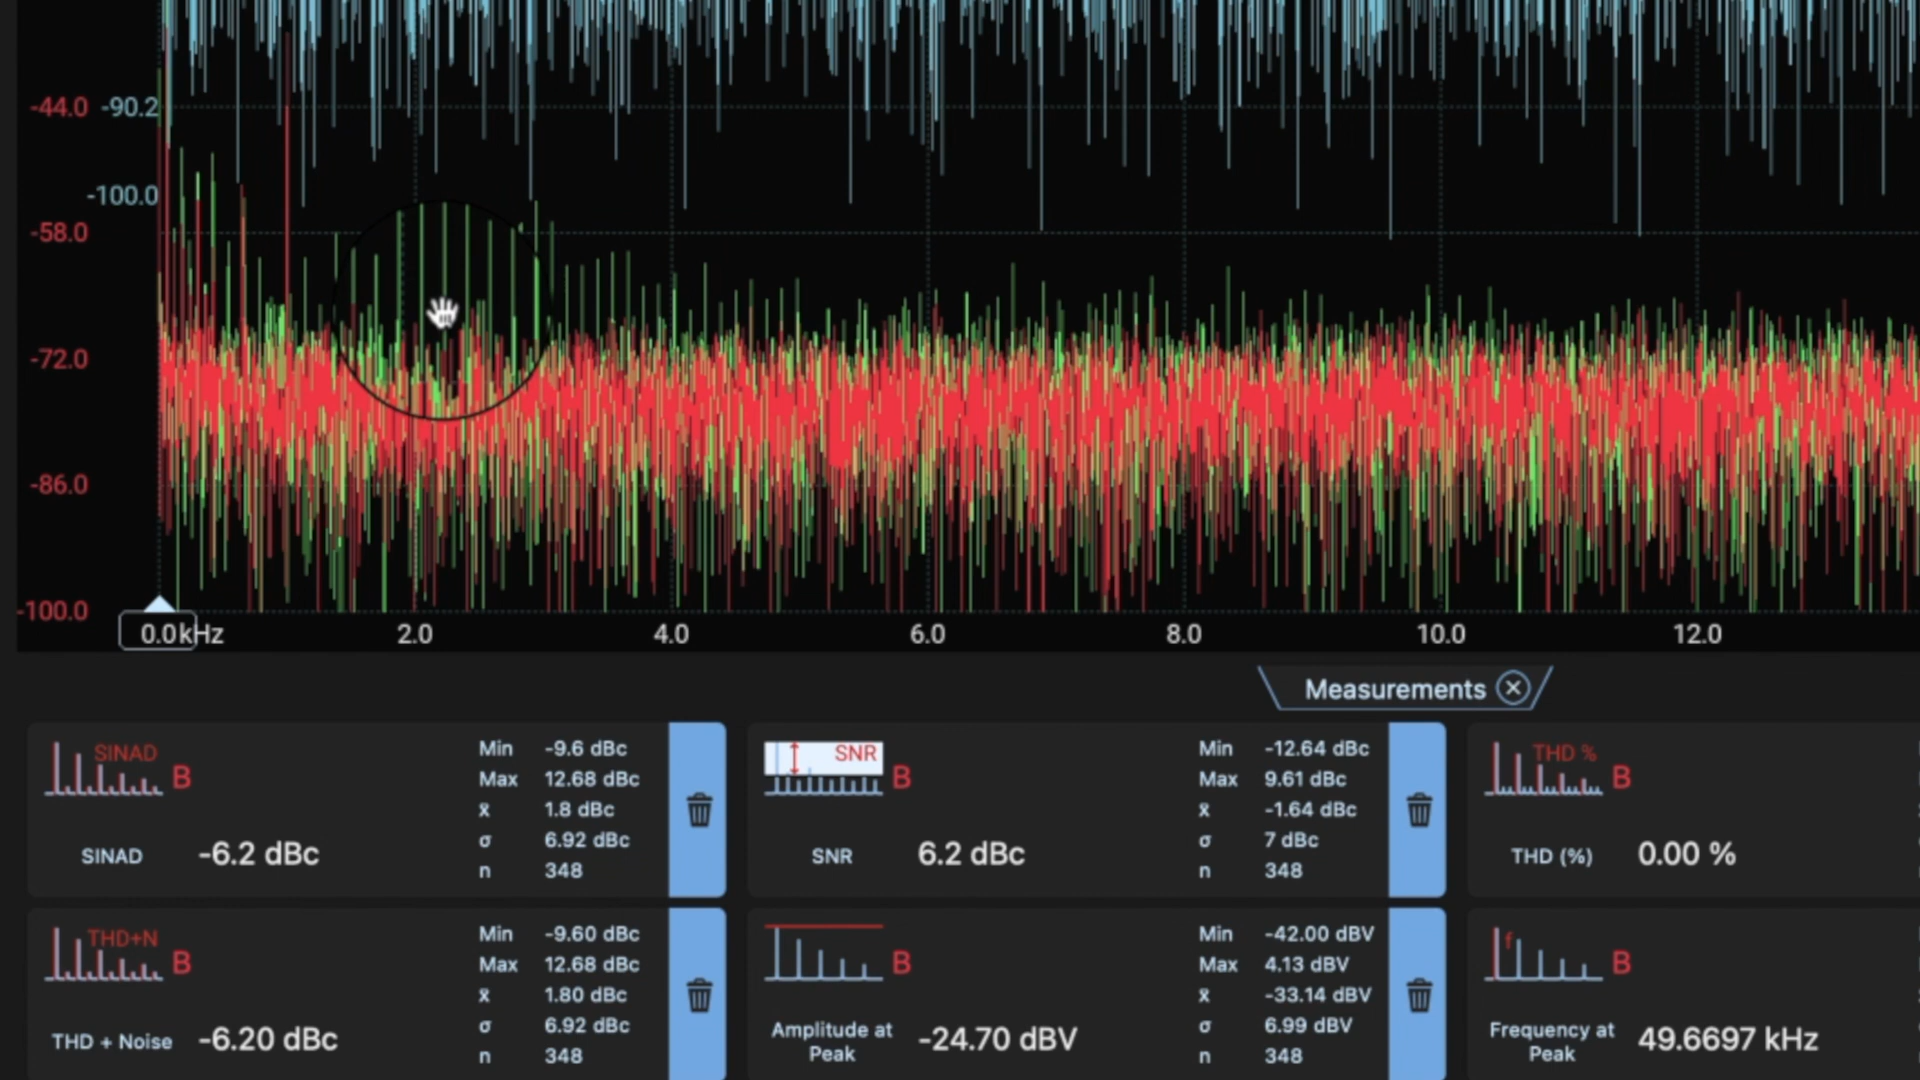 -44.0 -90.2
-100.0
-58.0
-72.0
-86.0
-100.0
0.0kHz 2.0 4.0 6.0 8.0 10.0 12.0
Measurements
SINAD B
Min -9.6 dBc
Max 12.68 dBc
x̄ 1.8 dBc
σ 6.92 dBc
n 348
SINAD -6.2 dBc
SNR B
Min -12.64 dBc
Max 9.61 dBc
x̄ -1.64 dBc
σ 7 dBc
n 348
SNR 6.2 dBc
THD % B
THD (%) 0.00 %
THD+N B
Min -9.60 dBc
Max 12.68 dBc
x̄ 1.80 dBc
σ 6.92 dBc
n 348
THD + Noise -6.20 dBc
B
Min -42.00 dBV
Max 4.13 dBV
x̄ -33.14 dBV
σ 6.99 dBV
n 348
Amplitude at
Peak
-24.70 dBV
f B
Frequency at
Peak
49.6697 kHz